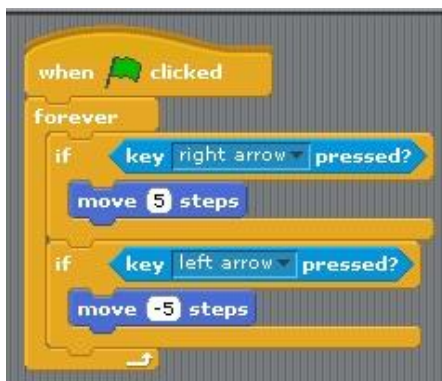 when clicked
forever
if key right arrow pressed?
move 5 steps
if key left arrow pressed?
move -5 steps